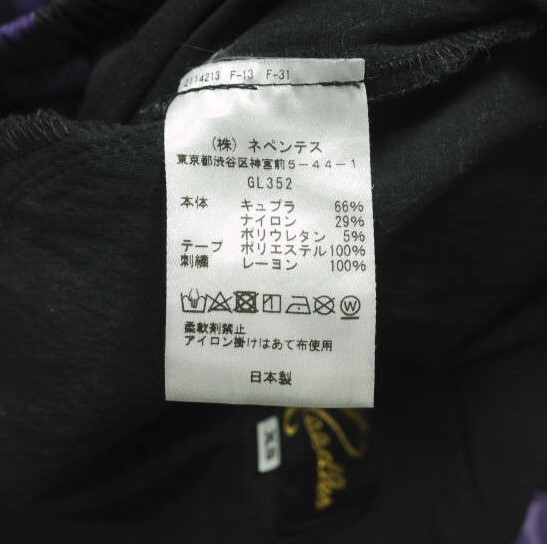 4114213 F-13 F-31
(株) ネペンテス
東京都渋谷区神宮前5-44-1
GL352
本体 キュプラ 66%
ナイロン 29%
ポリウレタン 5%
テープ ポリエステル 100%
刺繍 レーヨン 100%
W
柔軟剤禁止
アイロン掛けはあて布使用
日本製
Needles
XS